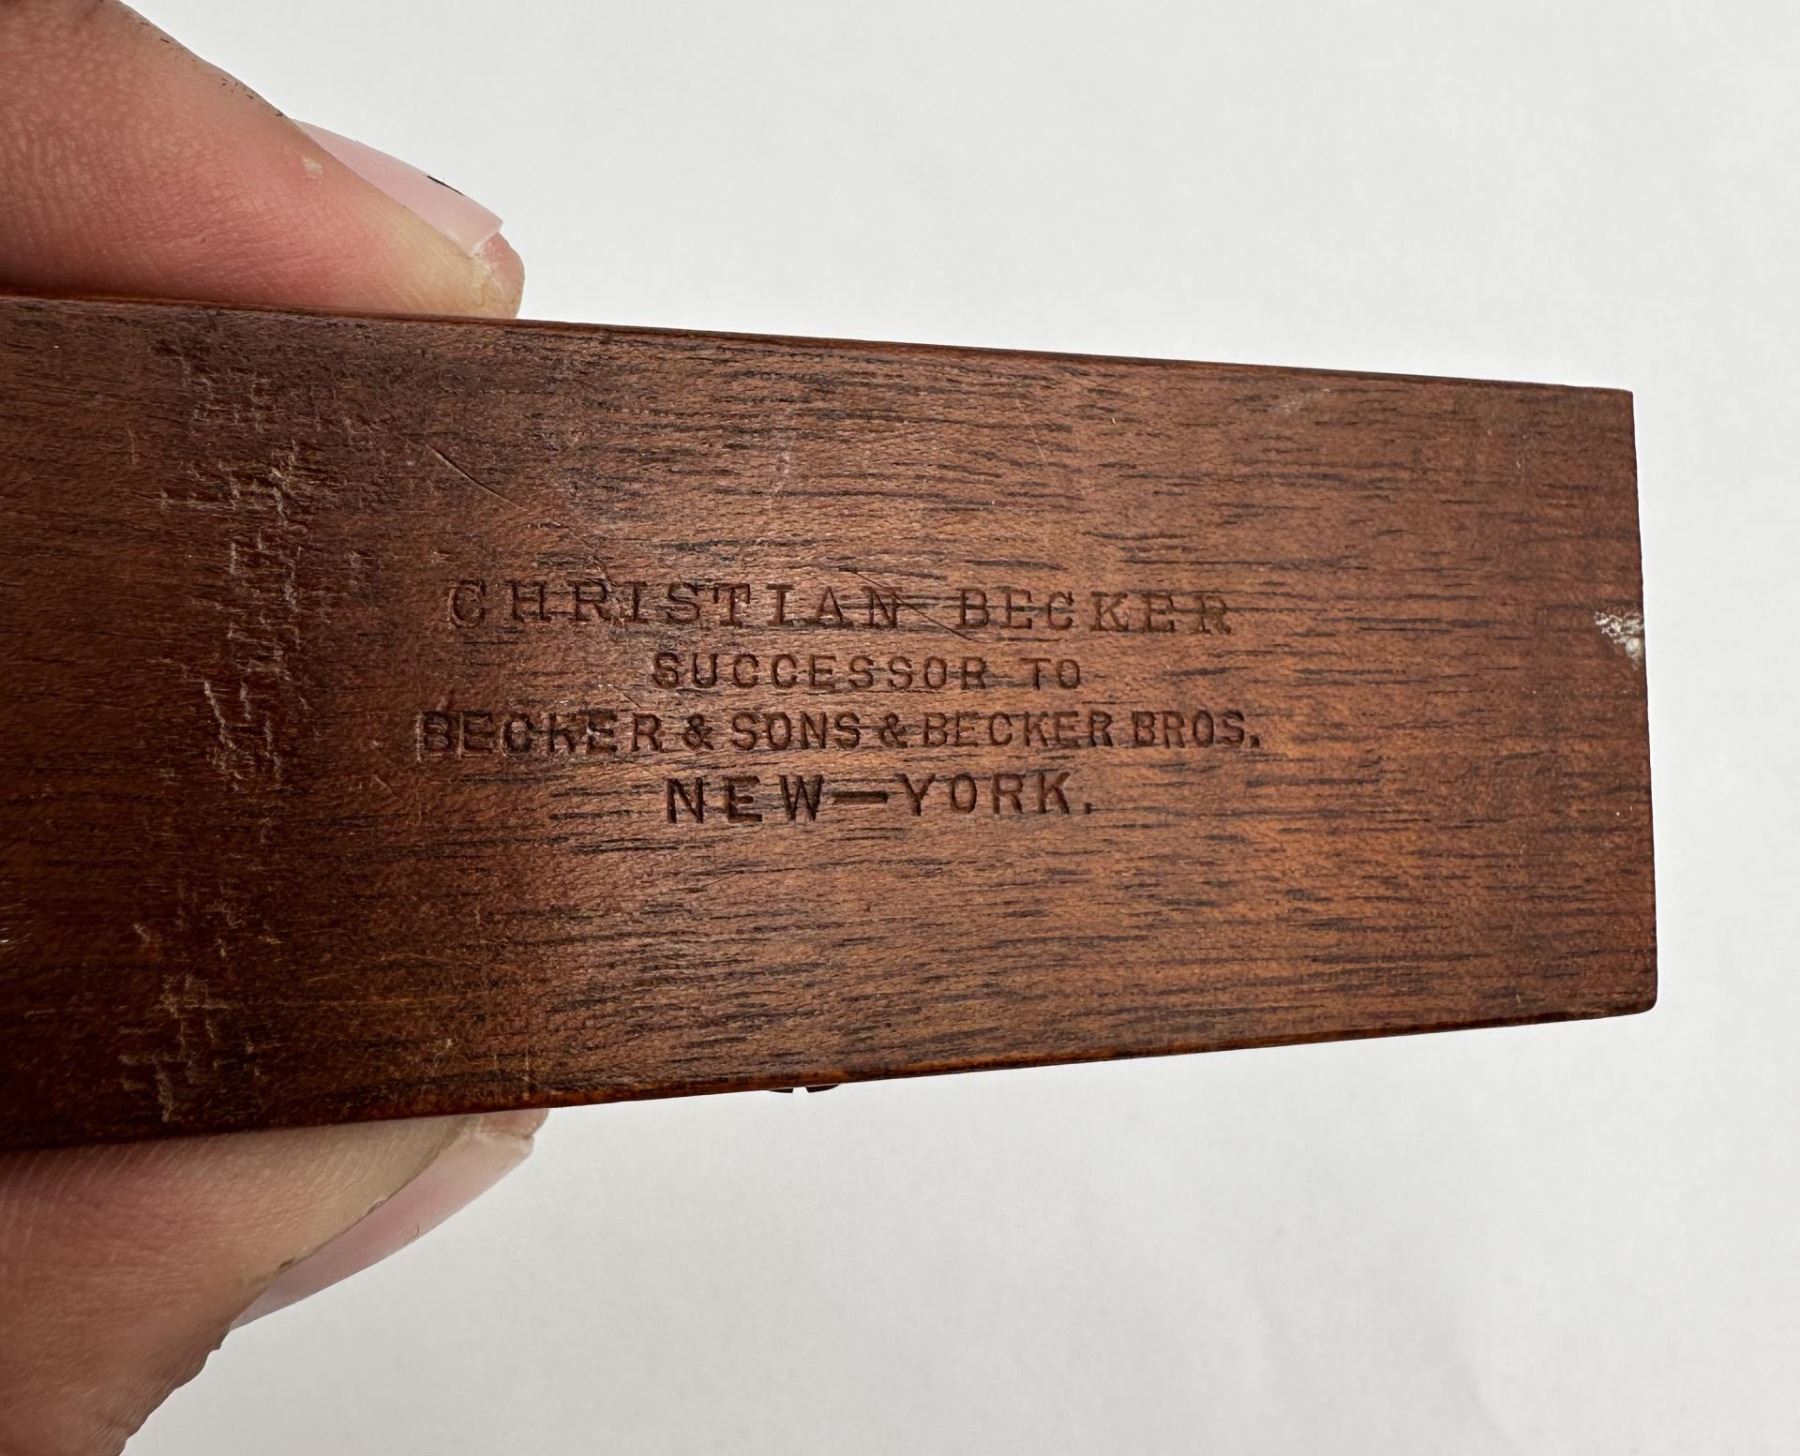 CHRISTIAN BECKER
SUCCESSOR TO
BECKER & SONS & BECKER BROS.
NEW—YORK.